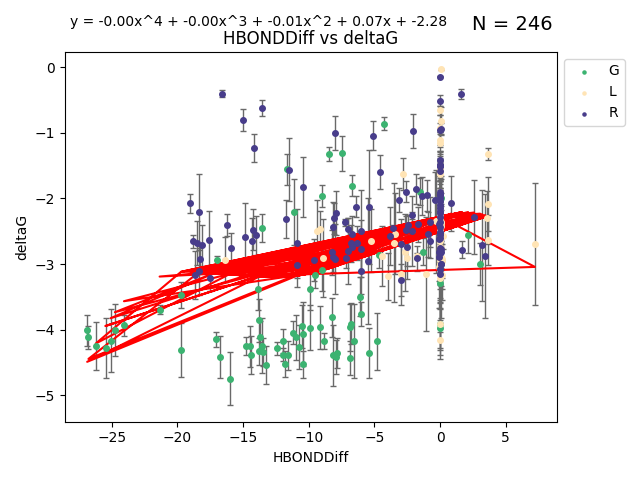 y = -0.00x^4 + -0.00x^3 + -0.01x^2 + 0.07x + -2.28
N = 246
HBONDDiff vs deltaG
G
L
R
deltaG
0
−1
−2
−3
−4
−5
−25
−20
−15
−10
−5
0
5
HBONDDiff